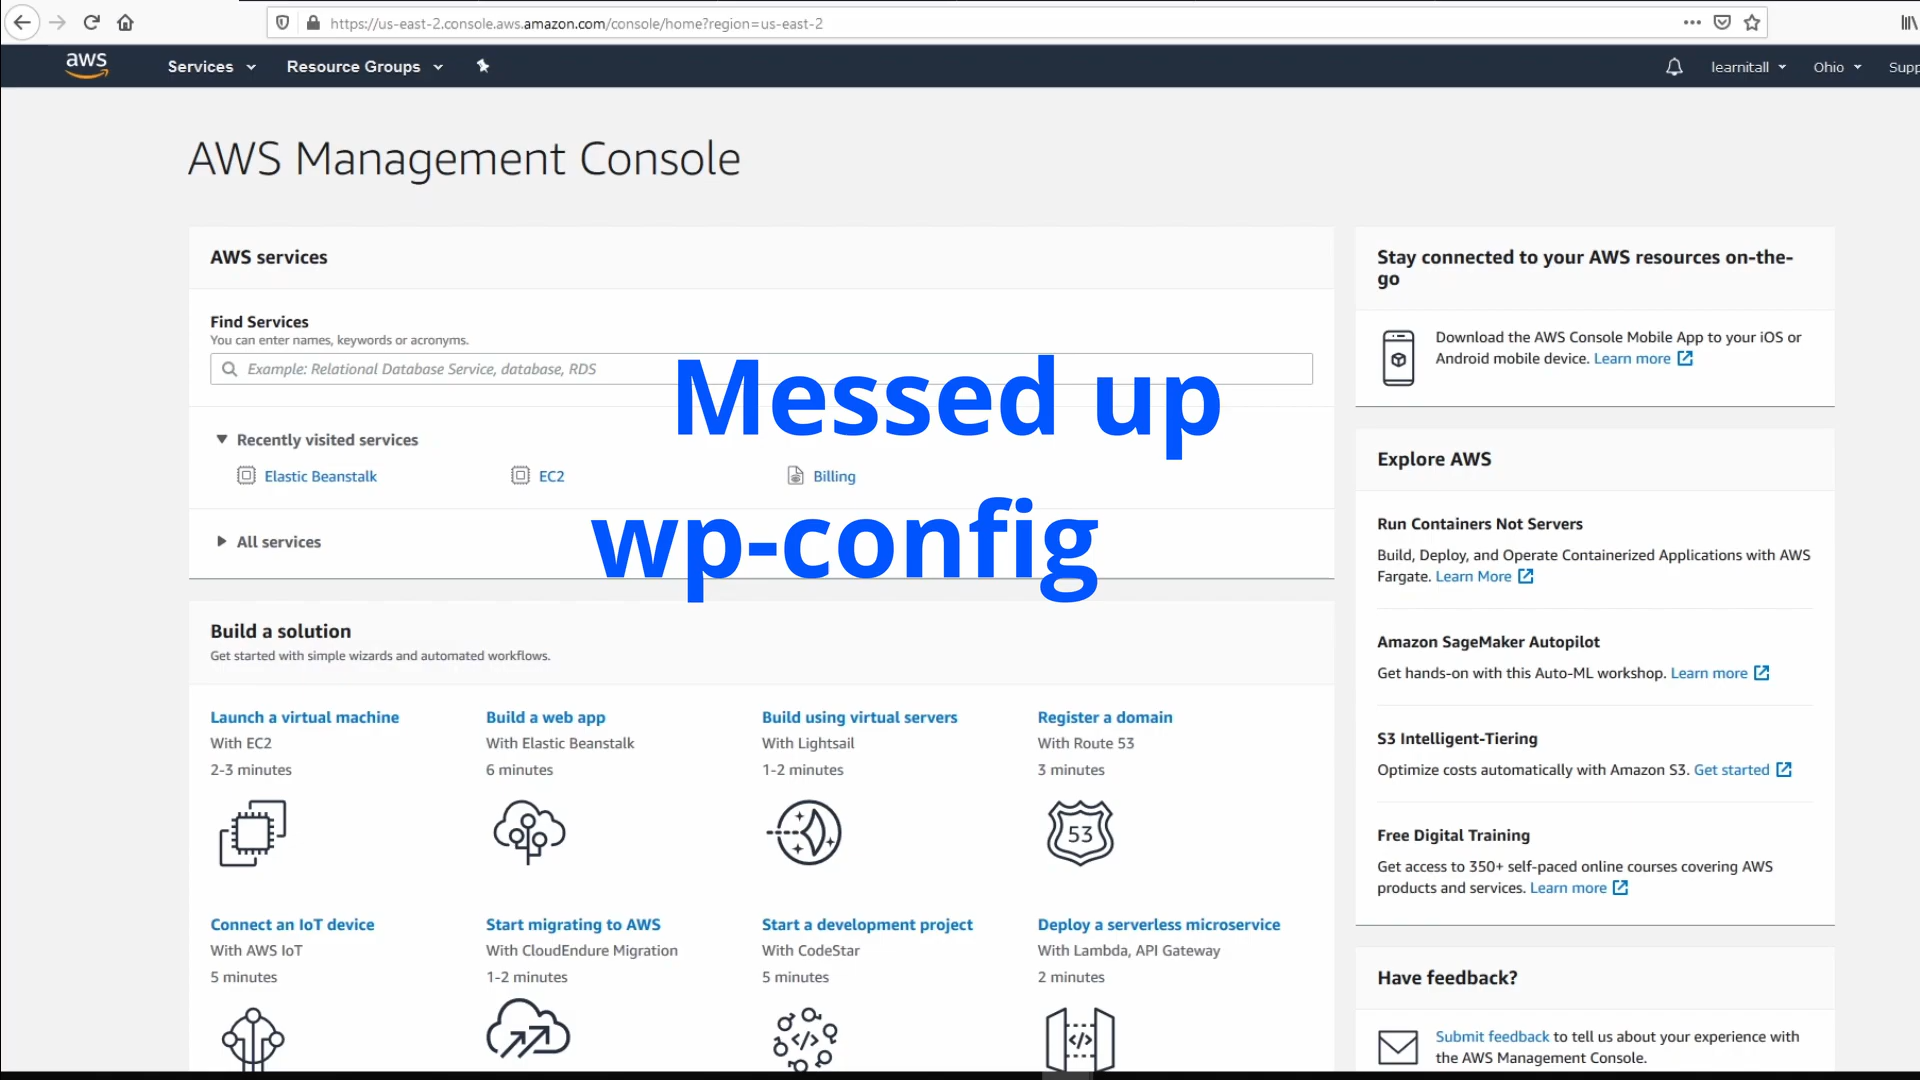 https://us-east-2.console.aws.amazon.com/console/home?region=us-east-2
aws
Services
Resource Groups
learnitall
Ohio
Supp
AWS Management Console
AWS services
Find Services
You can enter names, keywords or acronyms.
Example: Relational Database Service, database, RDS
Messed up
wp-config
Recently visited services
Elastic Beanstalk
EC2
Billing
All services
Build a solution
Get started with simple wizards and automated workflows.
Launch a virtual machine
With EC2
2-3 minutes
Build a web app
With Elastic Beanstalk
6 minutes
Build using virtual servers
With Lightsail
1-2 minutes
Register a domain
With Route 53
3 minutes
53
Connect an IoT device
With AWS IoT
5 minutes
Start migrating to AWS
With CloudEndure Migration
1-2 minutes
Start a development project
With CodeStar
5 minutes
Deploy a serverless microservice
With Lambda, API Gateway
2 minutes
</>
</>
Stay connected to your AWS resources on-the-
go
Download the AWS Console Mobile App to your iOS or
Android mobile device. Learn more
Explore AWS
Run Containers Not Servers
Build, Deploy, and Operate Containerized Applications with AWS
Fargate. Learn More
Amazon SageMaker Autopilot
Get hands-on with this Auto-ML workshop. Learn more
S3 Intelligent-Tiering
Optimize costs automatically with Amazon S3. Get started
Free Digital Training
Get access to 350+ self-paced online courses covering AWS
products and services. Learn more
Have feedback?
Submit feedback to tell us about your experience with
the AWS Management Console.